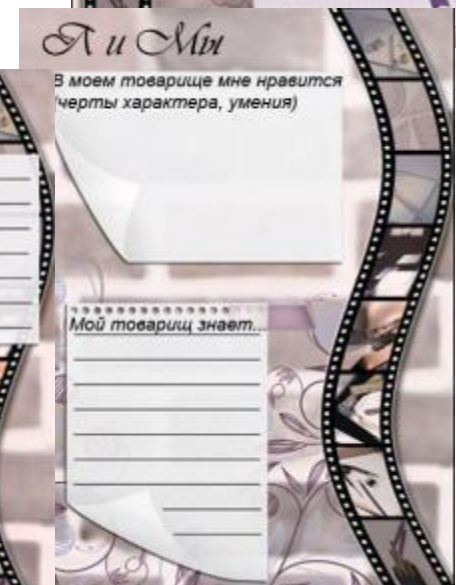 Я и Мы
В моем товарище мне нравится
(черты характера, умения)
Мой товарищ знает...